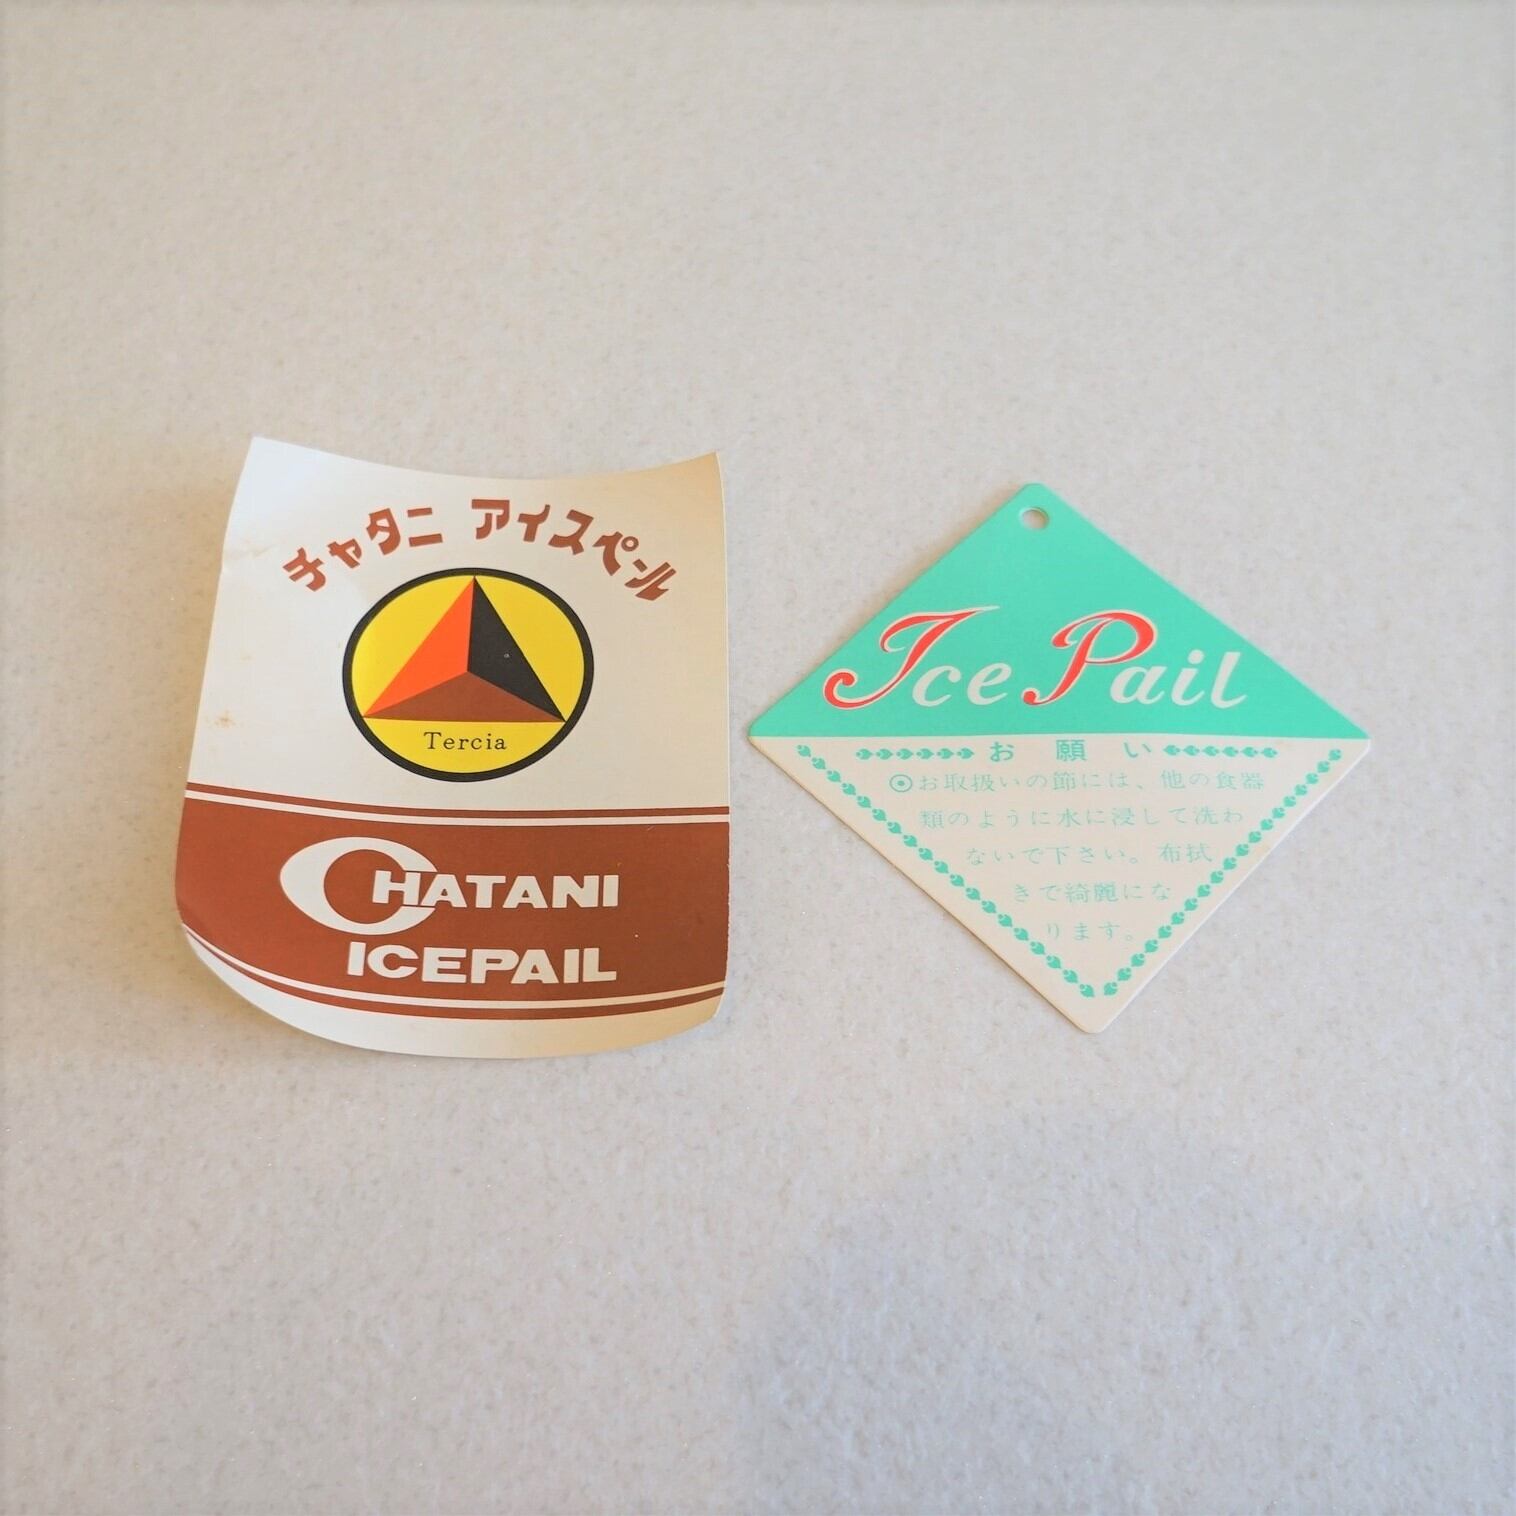 チャタニ アイスペール
Tercia
CHATANI
ICEPAIL
Ice Pail
お願い
◉お取扱いの節には、他の食器
類のように水に浸して洗わ
ないで下さい。布拭
きで綺麗にな
ります。